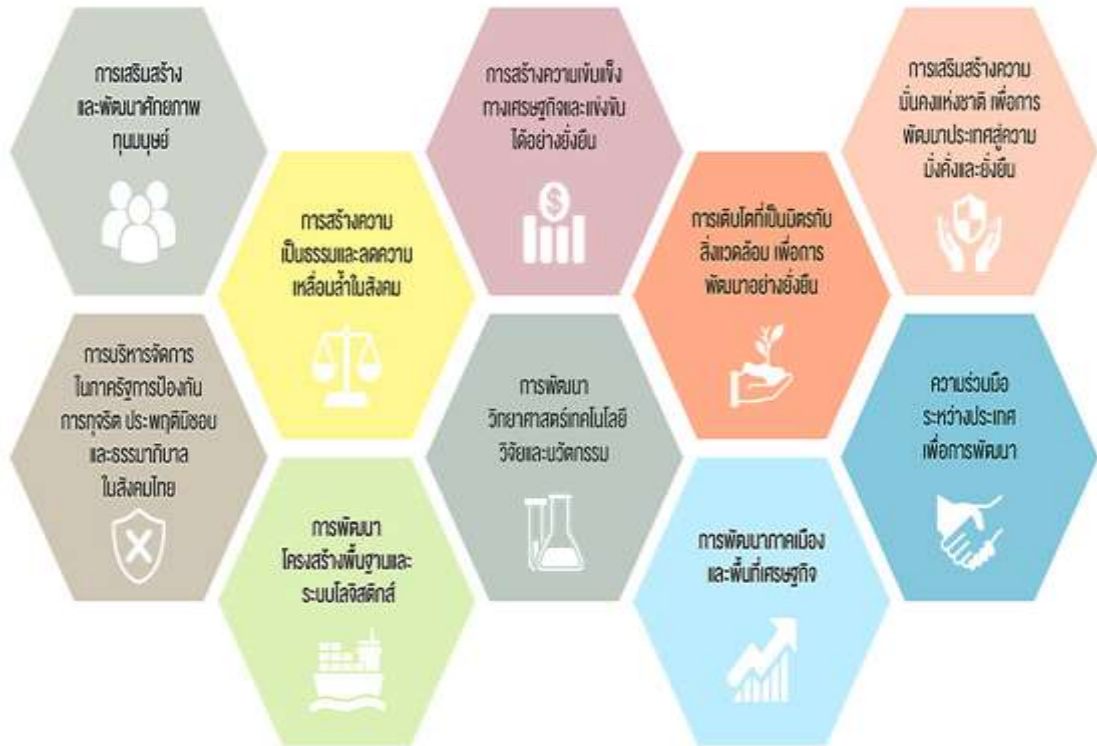 การเสริมสร้าง
และพัฒนาศักยภาพ
ทุนมนุษย์
การสร้างความ
เป็นธรรมและลดความ
เหลื่อมล้ำในสังคม
การสร้างความเข้มแข็ง
ทางเศรษฐกิจและแข่งขัน
ได้อย่างยั่งยืน
การเติบโตที่เป็นมิตรกับ
สิ่งแวดล้อม เพื่อการ
พัฒนาอย่างยั่งยืน
การเสริมสร้างความ
มั่นคงแห่งชาติ เพื่อการ
พัฒนาประเทศสู่ความ
มั่งคั่งและยั่งยืน
การบริหารจัดการ
ในภาครัฐการป้องกัน
การทุจริต ประพฤติมิชอบ
และธรรมาภิบาล
ในสังคมไทย
การพัฒนา
โครงสร้างพื้นฐานและ
ระบบโลจิสติกส์
การพัฒนา
วิทยาศาสตร์เทคโนโลยี
วิจัยและนวัตกรรม
การพัฒนาภาคเมือง
และพื้นที่เศรษฐกิจ
ความร่วมมือ
ระหว่างประเทศ
เพื่อการพัฒนา